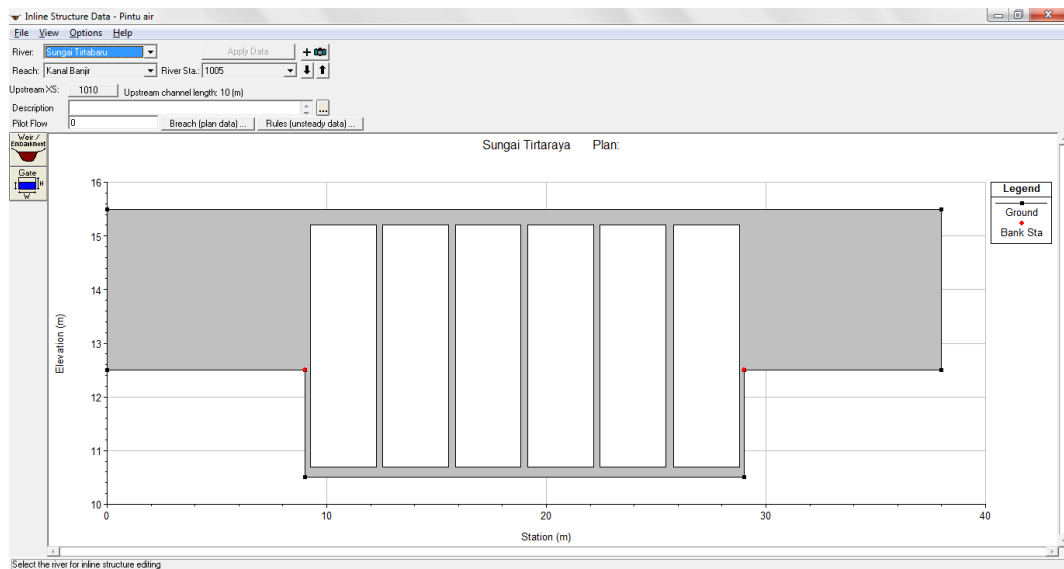 Inline Structure Data - Pintu air
File View Options Help
River: Sungai Tirtabaru Apply Data
Reach: Kanal Banjir River Sta.: 1005
Upstream XS: 1010 Upstream channel length: 10 (m)
Description ...
Pilot Flow 0 Breach (plan data) ... Rules (unsteady data) ...
Weir / Embankment
Gate
H
W
Sungai Tirtaraya Plan:
Legend
Ground
Bank Sta
Elevation (m)
16
15
14
13
12
11
10
0 10 20 30 40
Station (m)
Select the river for inline structure editing